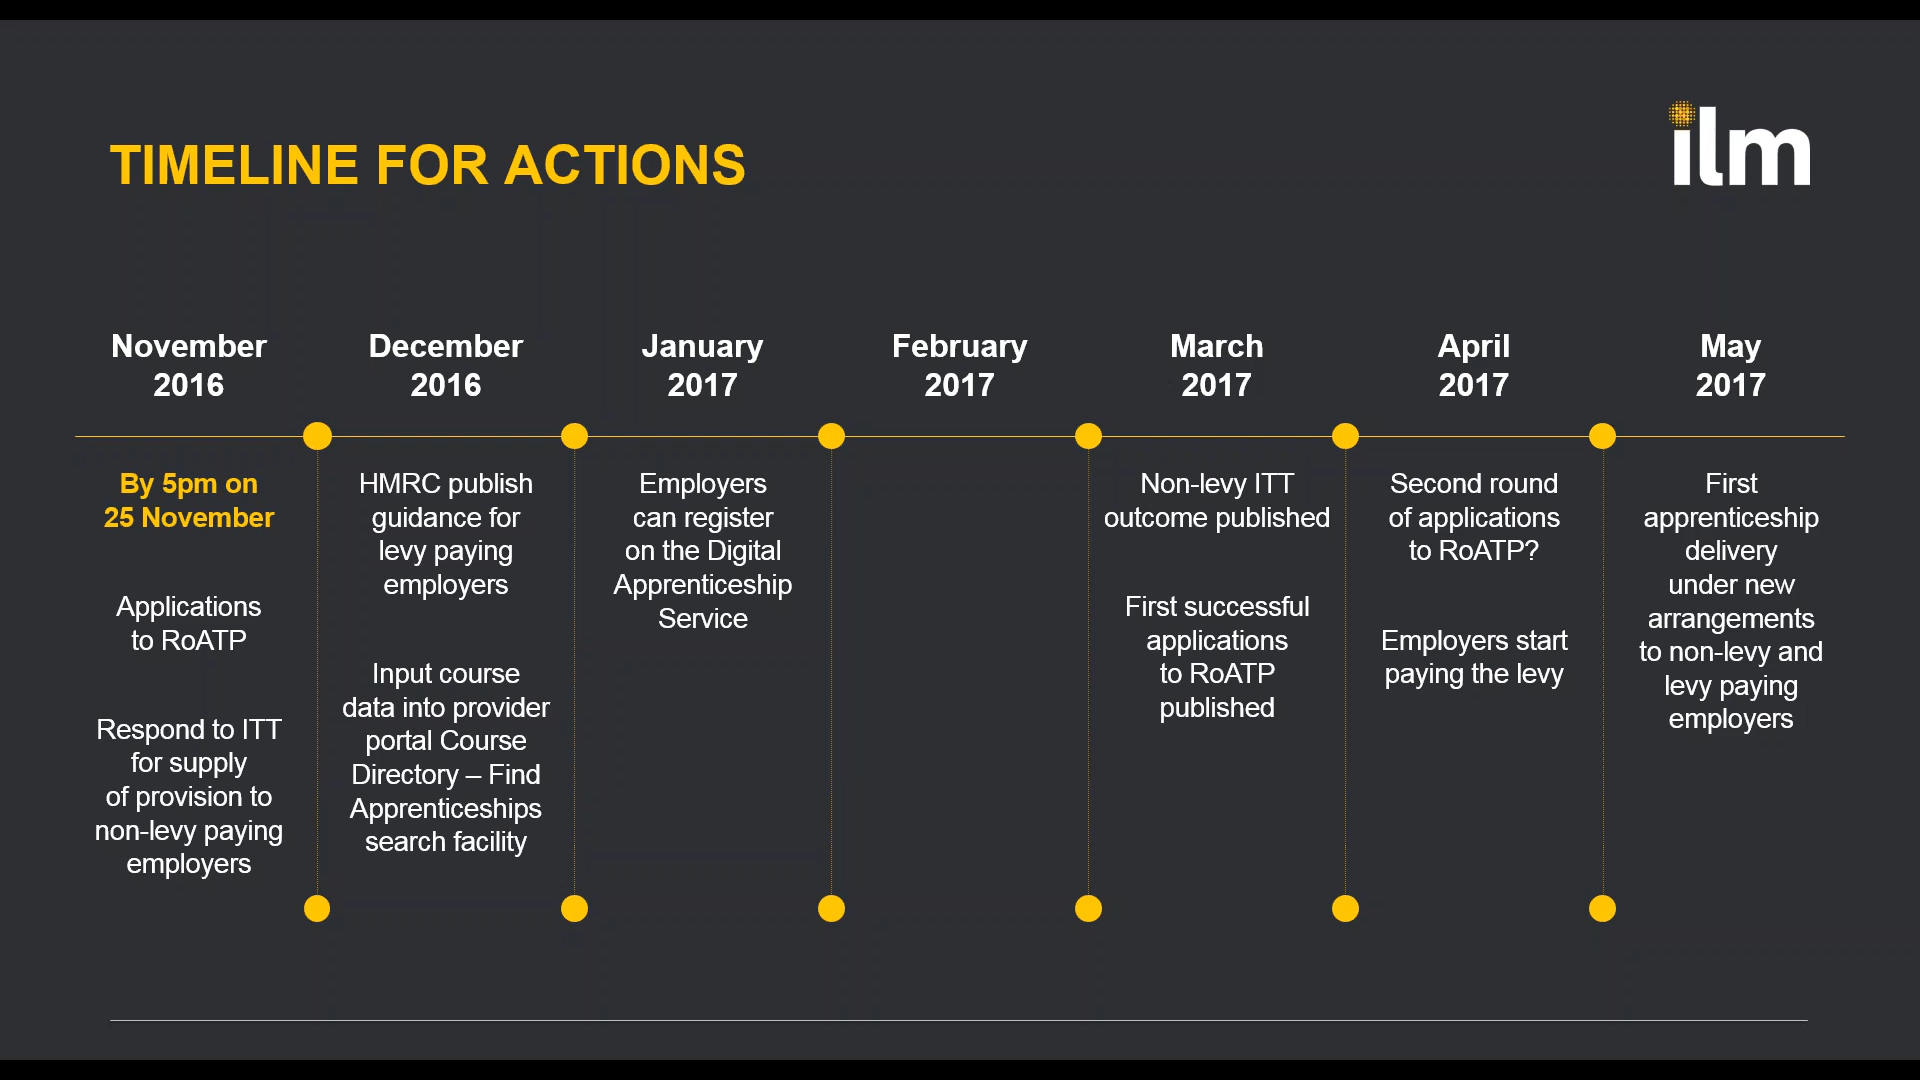 TIMELINE FOR ACTIONS
ilm
November
2016
December
2016
January
2017
February
2017
March
2017
April
2017
May
2017
By 5pm on
25 November
Applications
to RoATP
Respond to ITT
for supply
of provision to
non-levy paying
employers
HMRC publish
guidance for
levy paying
employers
Input course
data into provider
portal Course
Directory – Find
Apprenticeships
search facility
Employers
can register
on the Digital
Apprenticeship
Service
Non-levy ITT
outcome published
First successful
applications
to RoATP
published
Second round
of applications
to RoATP?
Employers start
paying the levy
First
apprenticeship
delivery
under new
arrangements
to non-levy and
levy paying
employers